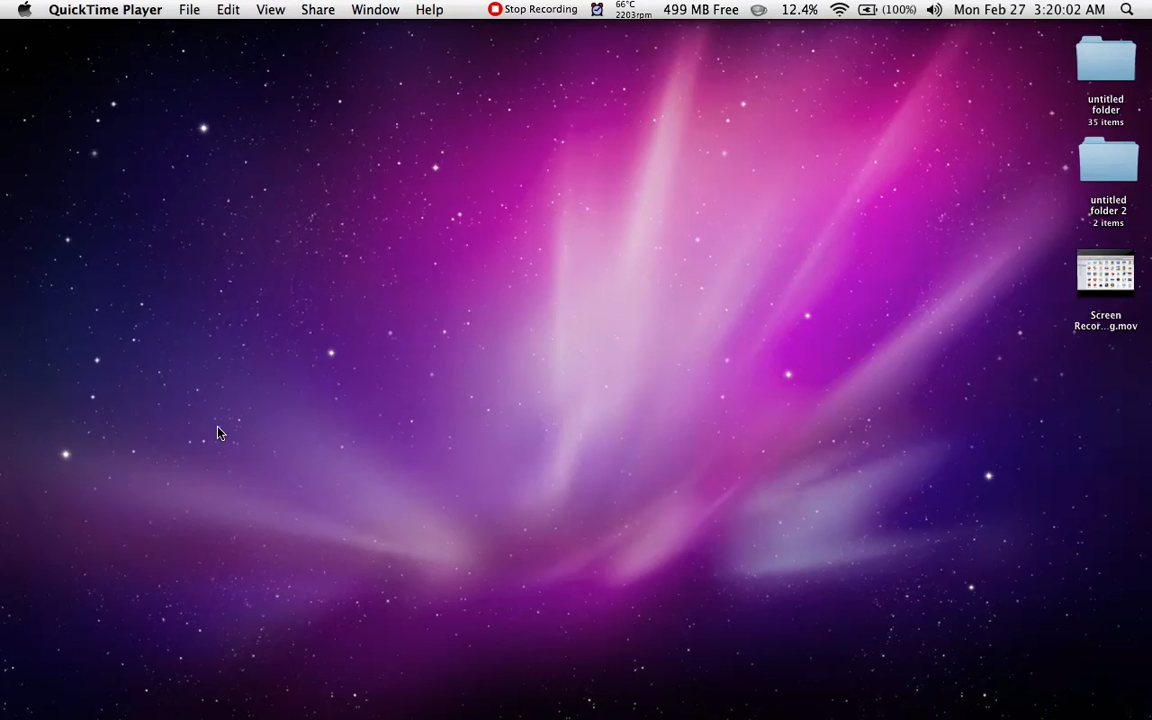 QuickTime Player File Edit View Share Window Help Stop Recording 66°C 499 MB Free 12.4% (100%) Mon Feb 27 3:20:02 AM
2203rpm
untitled
folder
35 items
untitled
folder 2
2 items
Screen
Recor...g.mov